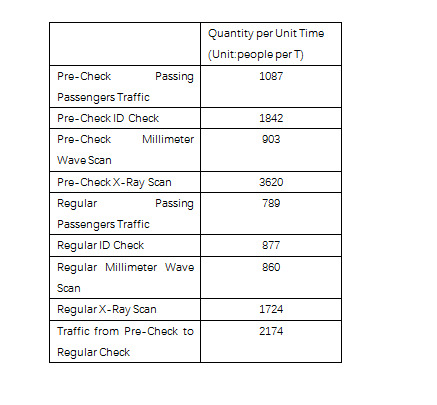 Quantity per Unit Time
(Unit:people per T)
Pre-Check Passing
Passengers Traffic
1087
Pre-Check ID Check
1842
Pre-Check Millimeter
Wave Scan
903
Pre-Check X-Ray Scan
3620
Regular Passing
Passengers Traffic
789
Regular ID Check
877
Regular Millimeter Wave
Scan
860
Regular X-Ray Scan
1724
Traffic from Pre-Check to
Regular Check
2174